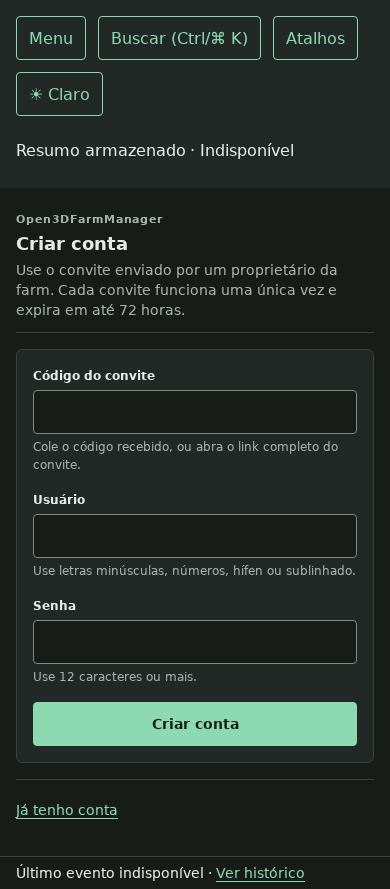 Menu
Buscar (Ctrl/⌘ K)
Atalhos
☀ Claro
Resumo armazenado · Indisponível
Open3DFarmManager
Criar conta
Use o convite enviado por um proprietário da
farm. Cada convite funciona uma única vez e
expira em até 72 horas.
Código do convite
Cole o código recebido, ou abra o link completo do
convite.
Usuário
Use letras minúsculas, números, hífen ou sublinhado.
Senha
Use 12 caracteres ou mais.
Criar conta
Já tenho conta
Último evento indisponível · Ver histórico